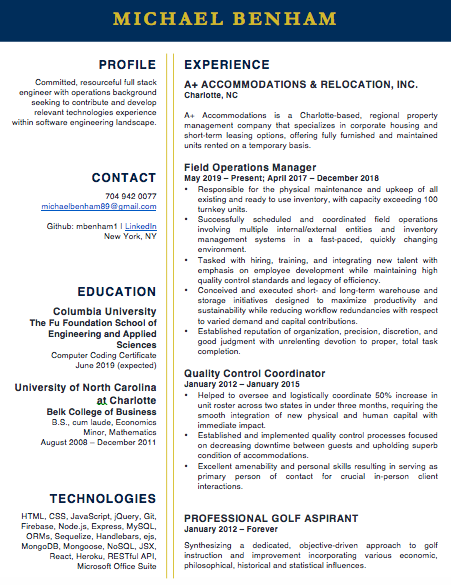 MICHAEL BENHAM
PROFILE
Committed, resourceful full stack
engineer with operations background
seeking to contribute and develop
relevant technologies experience
within software engineering landscape.
CONTACT
704 942 0077
michaelbenham89@gmail.com
Github: mbenham1 | LinkedIn
New York, NY
EDUCATION
Columbia University
The Fu Foundation School of
Engineering and Applied
Sciences
Computer Coding Certificate
June 2019 (expected)
University of North Carolina
at Charlotte
Belk College of Business
B.S., cum laude, Economics
Minor, Mathematics
August 2008 – December 2011
TECHNOLOGIES
HTML, CSS, JavaScript, jQuery, Git,
Firebase, Node.js, Express, MySQL,
ORMs, Sequelize, Handlebars, ejs,
MongoDB, Mongoose, NoSQL, JSX,
React, Heroku, RESTful API,
Microsoft Office Suite
EXPERIENCE
A+ ACCOMMODATIONS & RELOCATION, INC.
Charlotte, NC
A+ Accommodations is a Charlotte-based, regional property
management company that specializes in corporate housing and
short-term leasing options, offering fully furnished and maintained
units rented on a temporary basis.
Field Operations Manager
May 2019 – Present; April 2017 – December 2018
• Responsible for the physical maintenance and upkeep of all
existing and ready to use inventory, with capacity exceeding 100
turnkey units.
• Successfully scheduled and coordinated field operations
involving multiple internal/external entities and inventory
management systems in a fast-paced, quickly changing
environment.
• Tasked with hiring, training, and integrating new talent with
emphasis on employee development while maintaining high
quality control standards and legacy of efficiency.
• Conceived and executed short- and long-term warehouse and
storage initiatives designed to maximize productivity and
sustainability while reducing workflow redundancies with respect
to varied demand and capital contributions.
• Established reputation of organization, precision, discretion, and
good judgment with unrelenting devotion to proper, total task
completion.
Quality Control Coordinator
January 2012 – January 2015
• Helped to oversee and logistically coordinate 50% increase in
unit roster across two states in under three months, requiring the
smooth integration of new physical and human capital with
immediate impact.
• Established and implemented quality control processes focused
on decreasing downtime between guests and upholding superb
condition of accommodations.
• Excellent amenability and personal skills resulting in serving as
primary person of contact for crucial in-person client
interactions.
PROFESSIONAL GOLF ASPIRANT
January 2012 – Forever
Synthesizing a dedicated, objective-driven approach to golf
instruction and improvement incorporating various economic,
philosophical, historical and statistical influences.